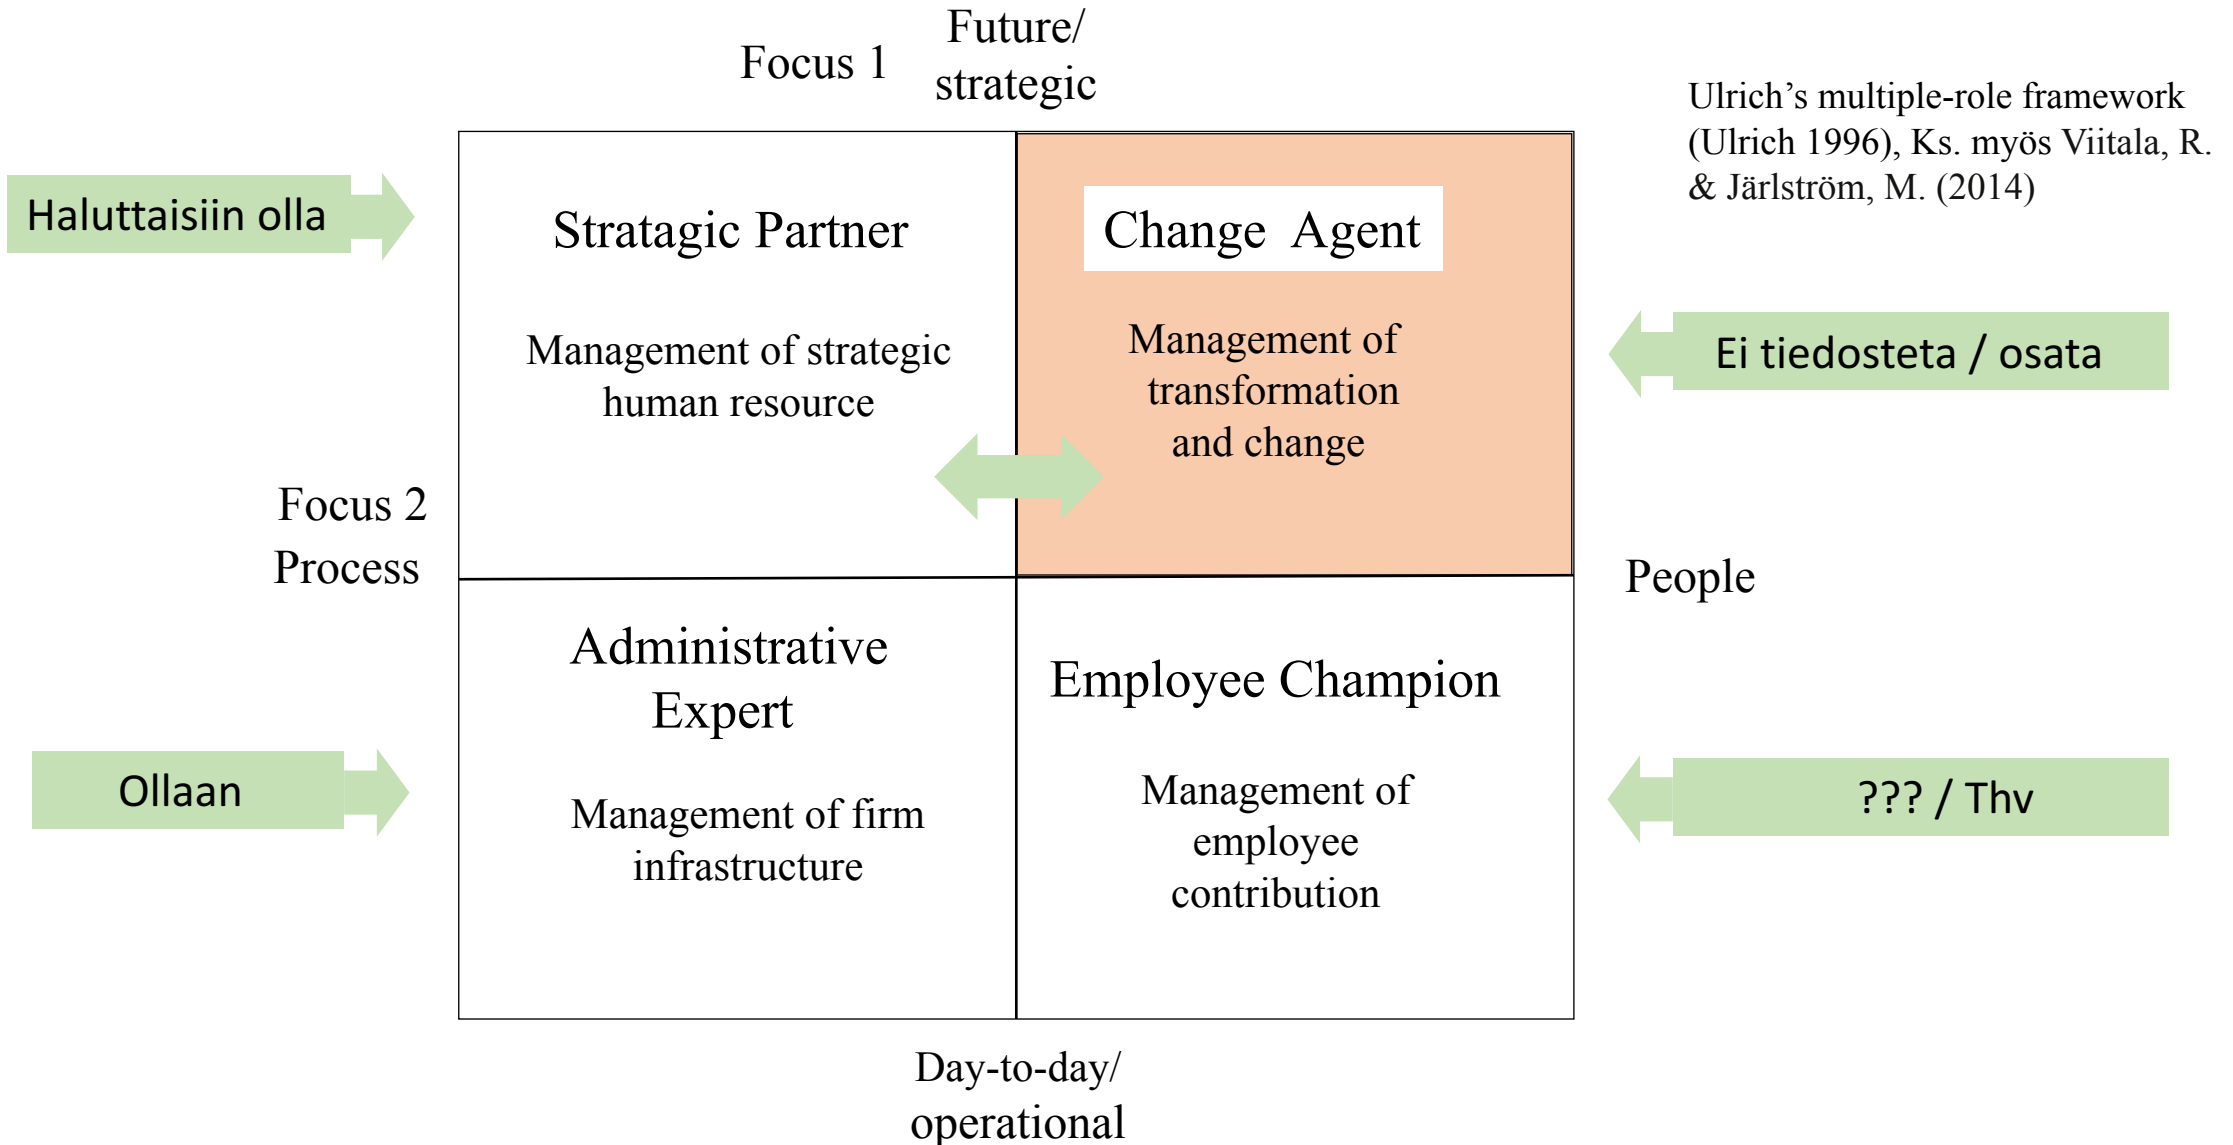 Focus 1
Future/
strategic
Ulrich’s multiple-role framework
(Ulrich 1996), Ks. myös Viitala, R.
& Järlström, M. (2014)
Haluttaisiin olla
Stratagic Partner
Management of strategic
human resource
Change Agent
Management of
transformation
and change
Ei tiedosteta / osata
Focus 2
Process
People
Ollaan
Administrative
Expert
Management of firm
infrastructure
Employee Champion
Management of
employee
contribution
??? / Thv
Day-to-day/
operational